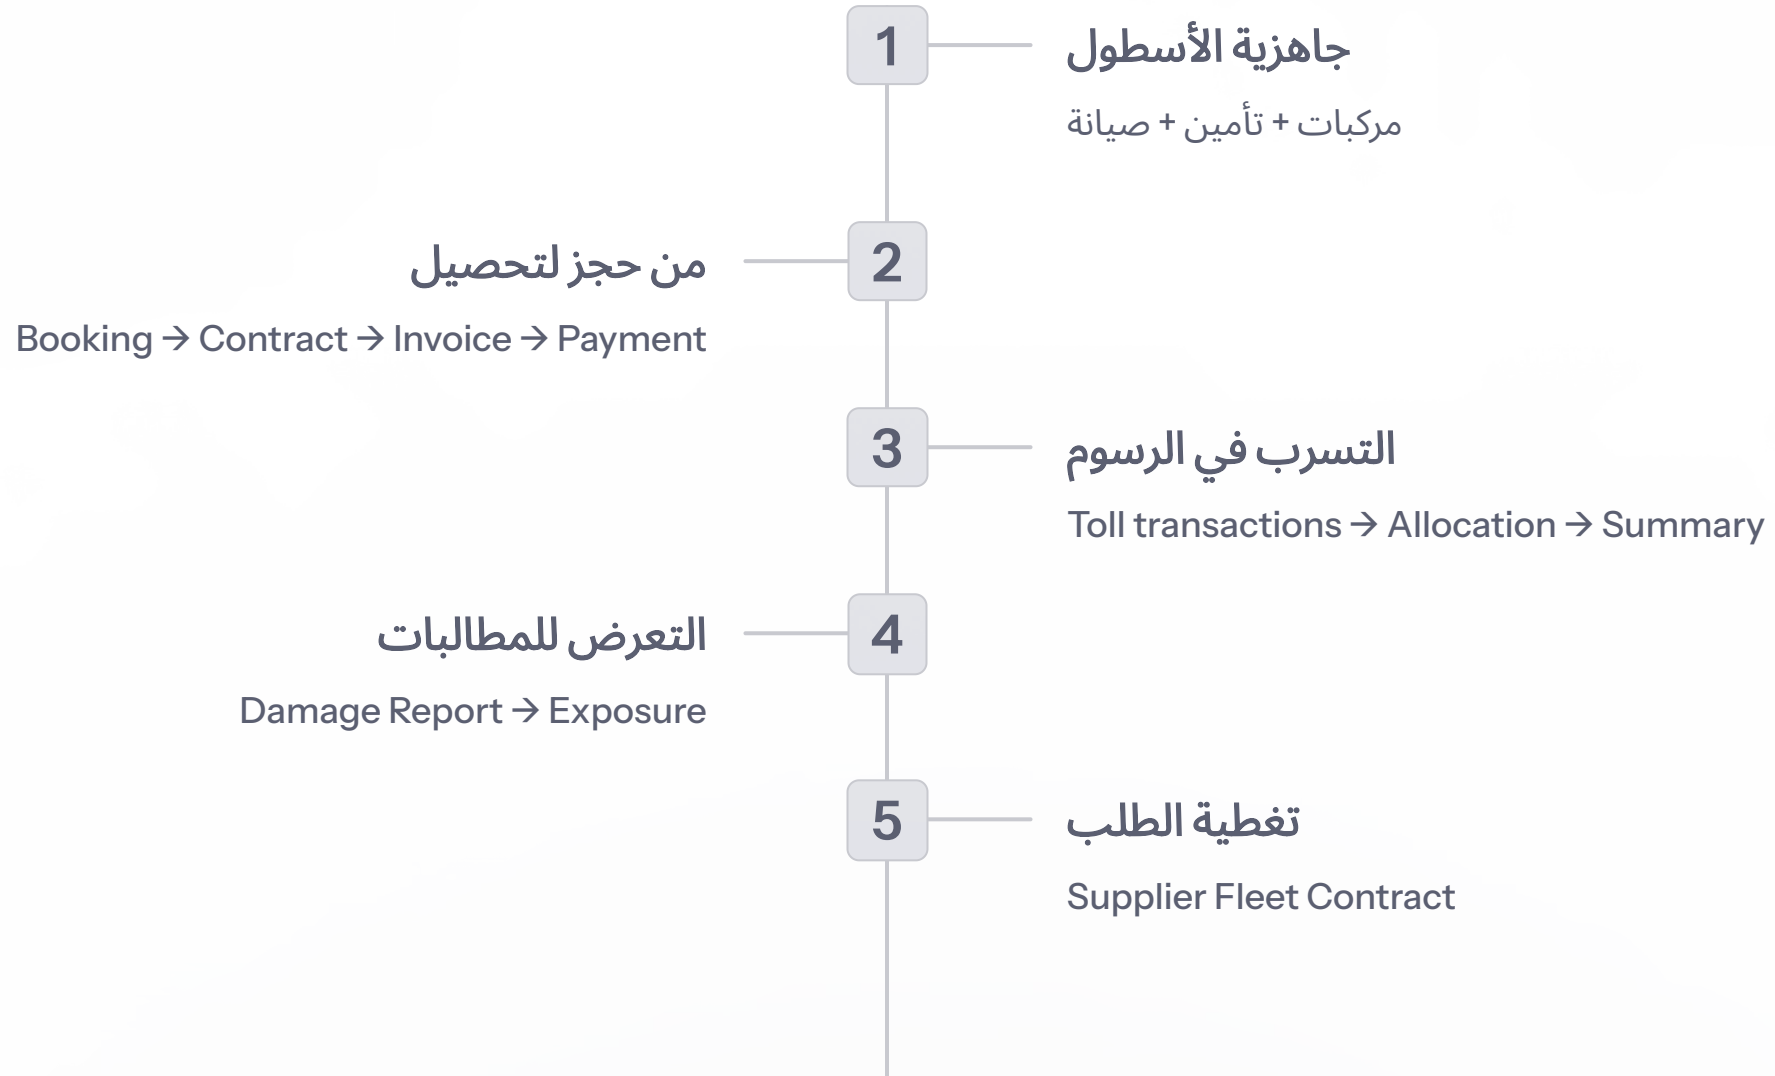 1
جاهزية الأسطول
مركبات + تأمين + صيانة
2
من حجز لتحصيل
Booking → Contract → Invoice → Payment
3
التسرب في الرسوم
Toll transactions → Allocation → Summary
4
التعرض للمطالبات
Damage Report → Exposure
5
تغطية الطلب
Supplier Fleet Contract